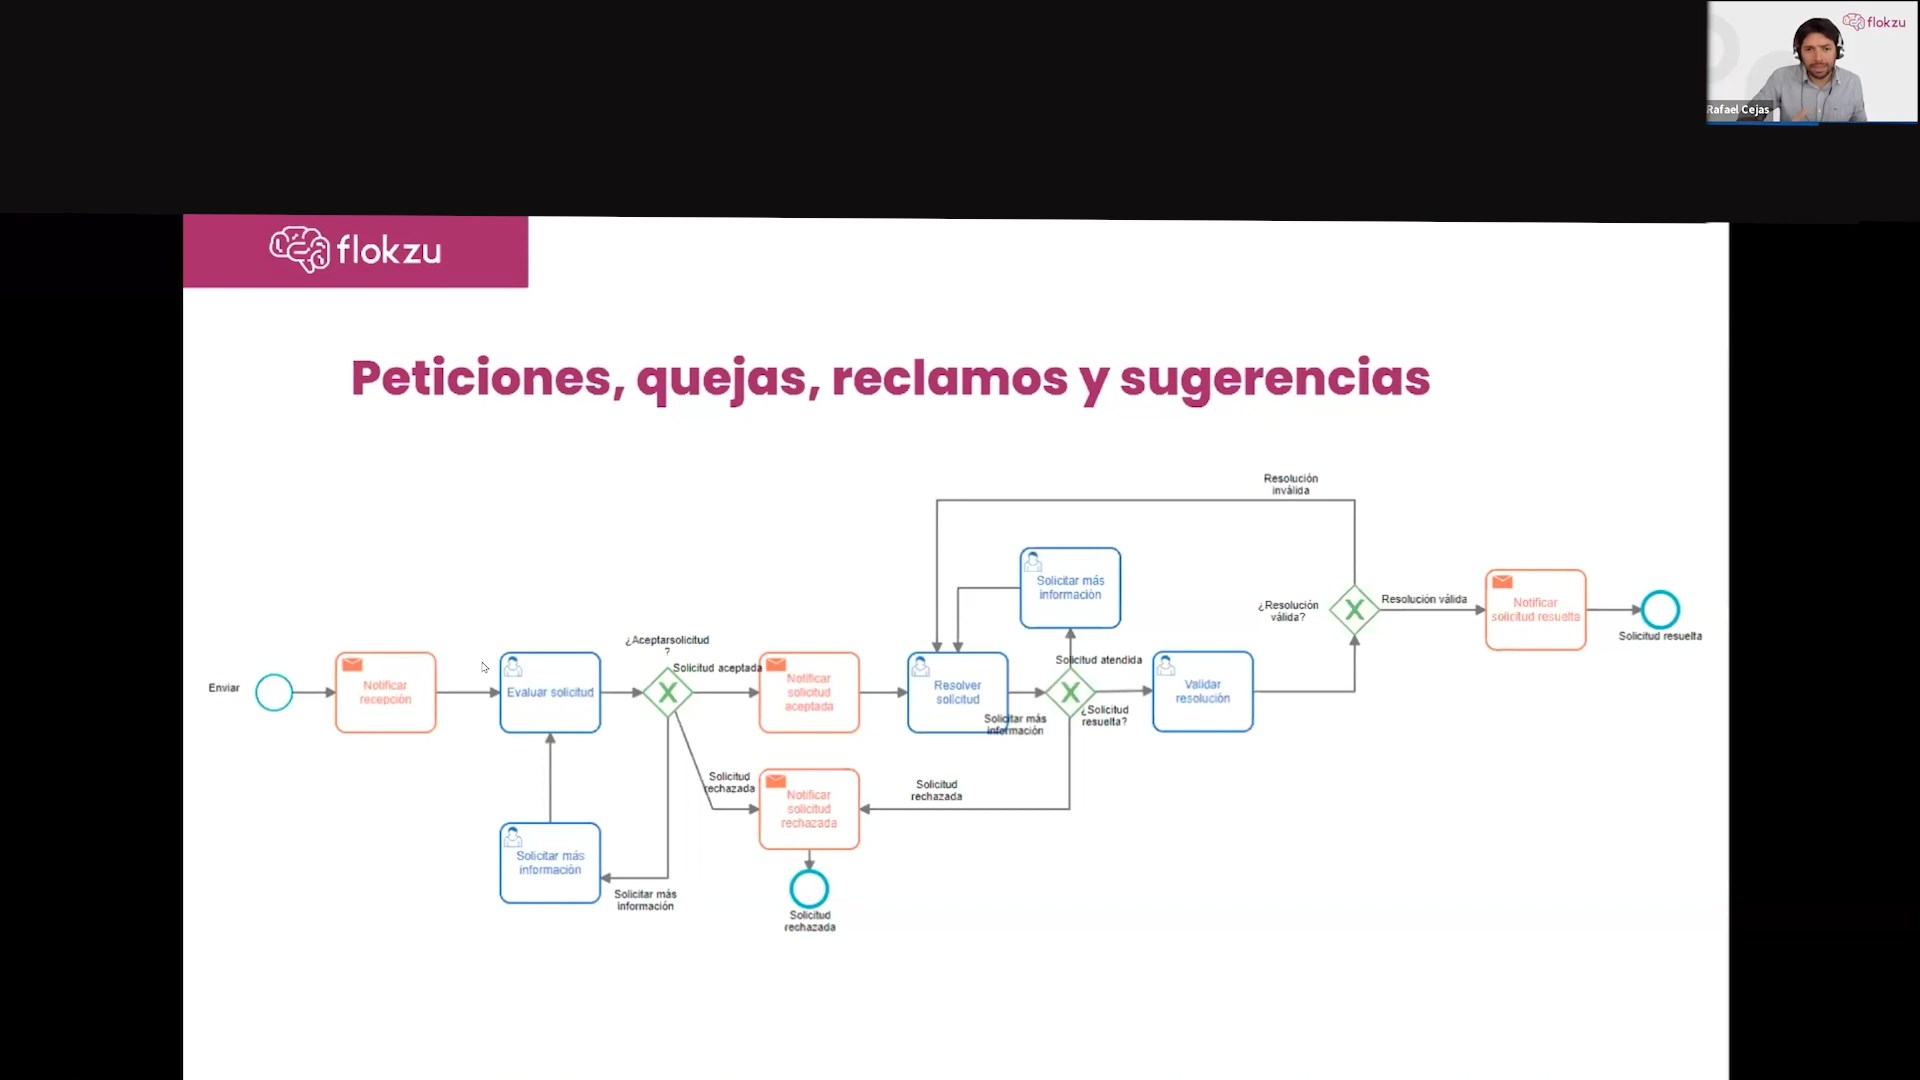 flokzu
Rafael Cejas
flokzu
Peticiones, quejas, reclamos y sugerencias
Resolución
inválida
Solicitar más
información
¿Resolución
válida?
Resolución válida
Notificar
solicitud resuelta
Solicitud resuelta
Enviar
Notificar
recepción
Evaluar solicitud
¿Aceptarsolicitud
?
Solicitud aceptada
Notificar
solicitud
aceptada
Resolver
solicitud
Solicitar más
información
Solicitud atendida
¿Solicitud
resuelta?
Validar
resolución
Solicitud
rechazada
Notificar
solicitud
rechazada
Solicitud
rechazada
Solicitar más
información
Solicitar más
información
Solicitud
rechazada